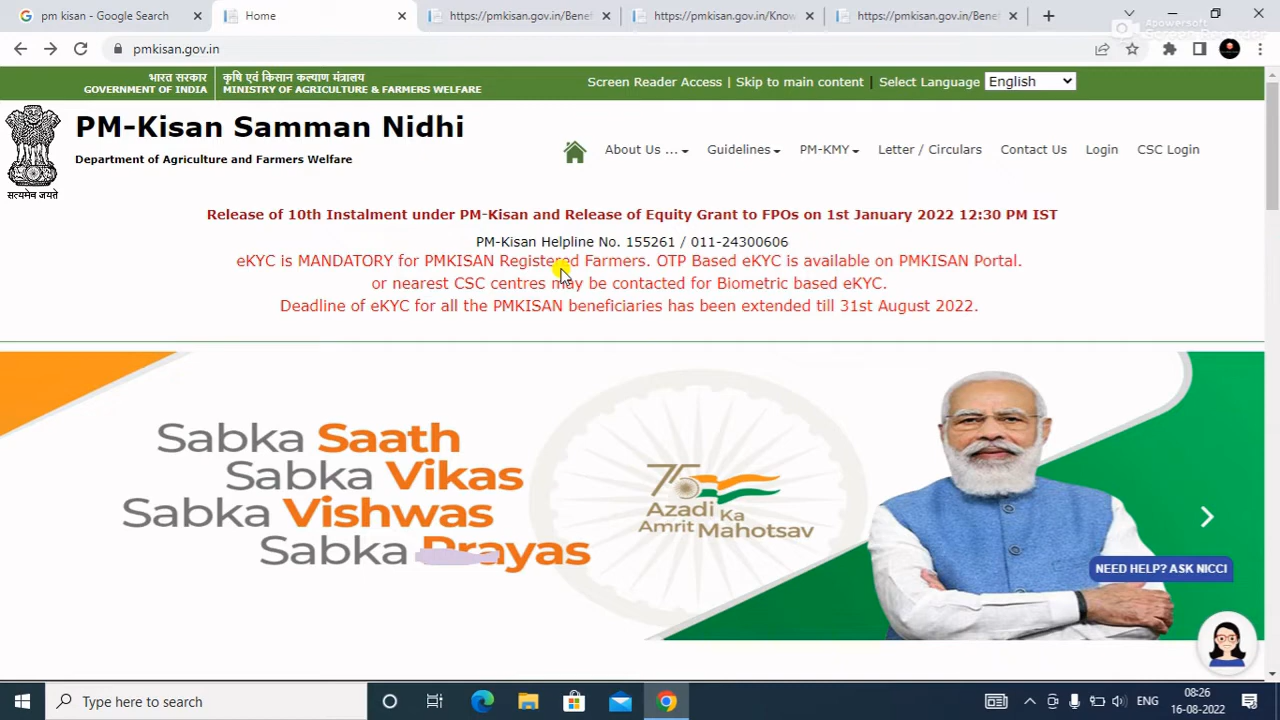 pm kisan - Google Search
Home
https://pmkisan.gov.in/Benef
https://pmkisan.gov.in/Know
https://pmkisan.gov.in/Benef
Apowersoft
Screen Recorder
pmkisan.gov.in
भारत सरकार
GOVERNMENT OF INDIA
कृषि एवं किसान कल्याण मंत्रालय
MINISTRY OF AGRICULTURE & FARMERS WELFARE
Screen Reader Access | Skip to main content | Select Language English
PM-Kisan Samman Nidhi
Department of Agriculture and Farmers Welfare
सत्यमेव जयते
About Us ... Guidelines PM-KMY Letter / Circulars Contact Us Login CSC Login
Release of 10th Instalment under PM-Kisan and Release of Equity Grant to FPOs on 1st January 2022 12:30 PM IST
PM-Kisan Helpline No. 155261 / 011-24300606
eKYC is MANDATORY for PMKISAN Registered Farmers. OTP Based eKYC is available on PMKISAN Portal.
or nearest CSC centres may be contacted for Biometric based eKYC.
Deadline of eKYC for all the PMKISAN beneficiaries has been extended till 31st August 2022.
Sabka Saath
Sabka Vikas
Sabka Vishwas
Sabka
75
Azadi Ka
Amrit Mahotsav
NEED HELP? ASK NICCI
Type here to search
ENG
08:26
16-08-2022